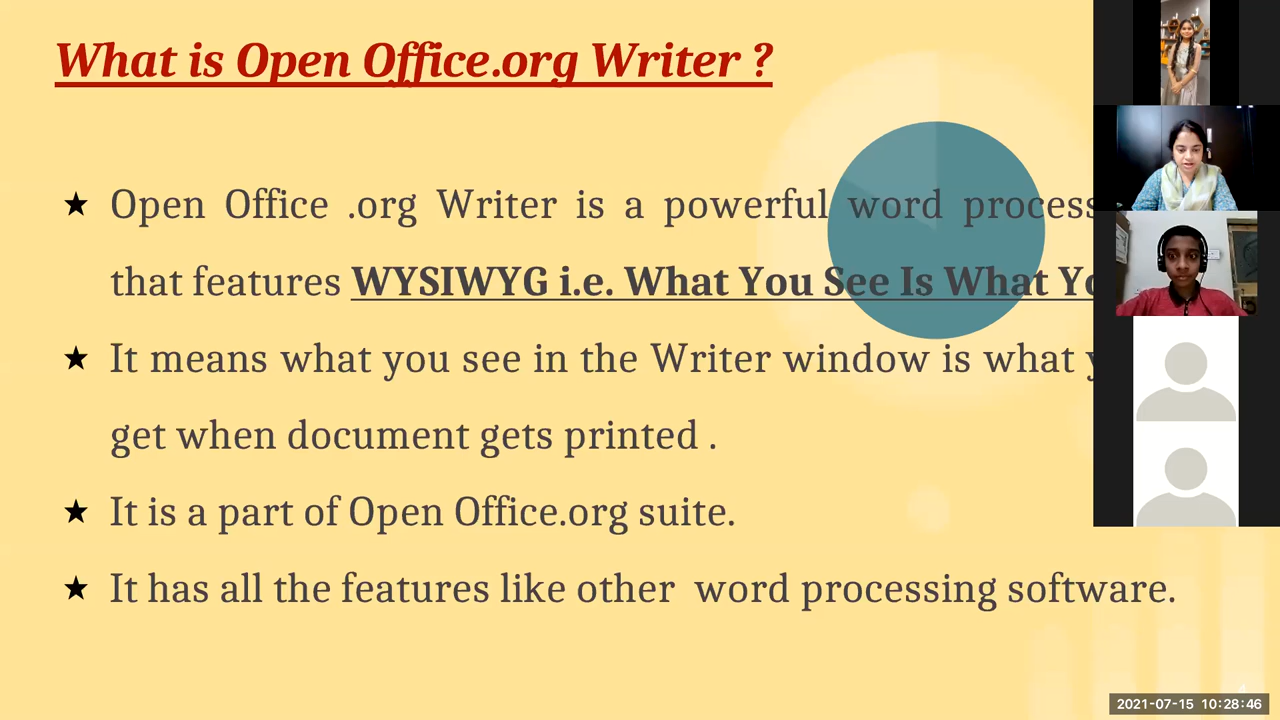 What is Open Office.org Writer ?
★ Open Office .org Writer is a powerful word
that features WYSIWYG i.e. What You See Is What
★ It means what you see in the Writer window is what
get when document gets printed .
★ It is a part of Open Office.org suite.
★ It has all the features like other word processing software.
2021-07-15 10:28:46